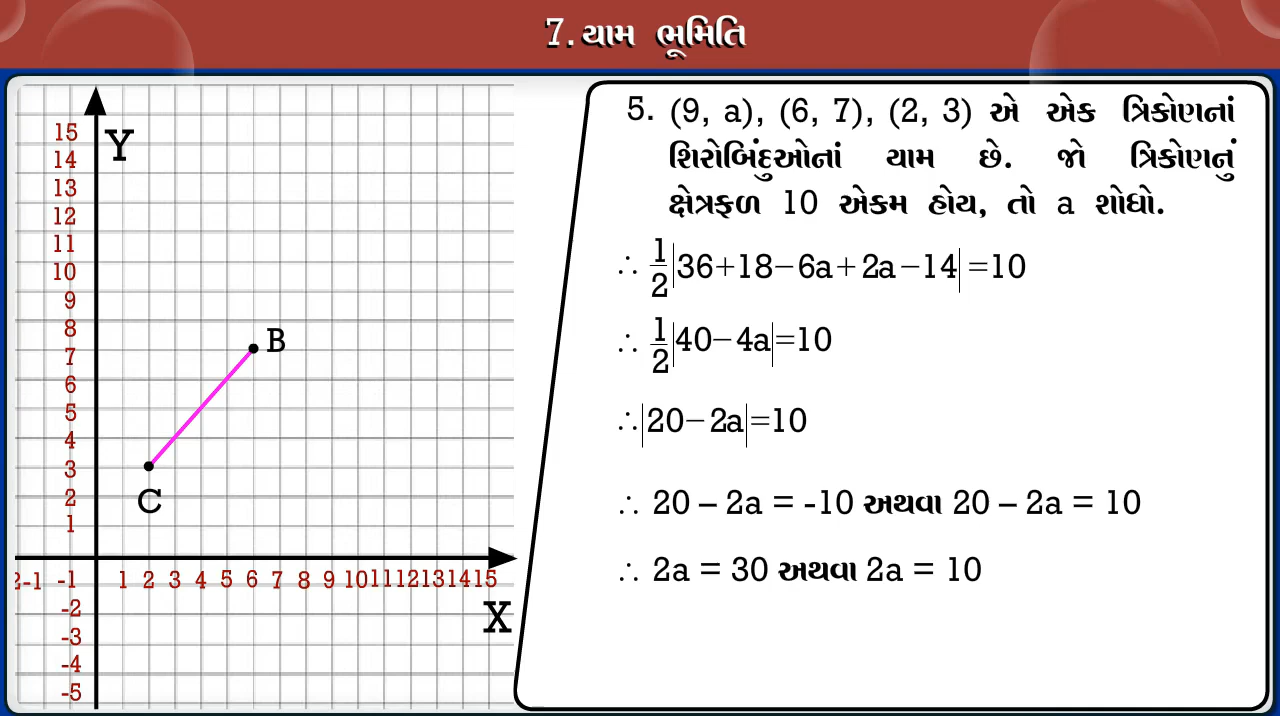 7. યામ ભૂમિતિ
15
Y
14
13
12
11
10
9
8
B
7
6
5
4
3
2
C
1
2-1 -1 1 2 3 4 5 6 7 8 9 10 11 12 13 14 15
-2
X
-3
-4
-5
5. (9, a), (6, 7), (2, 3) એ એક ત્રિકોણનાં
શિરોબિંદુઓનાં યામ છે. જો ત્રિકોણનું
ક્ષેત્રફળ 10 એકમ હોય, તો a શોધો.
∴ 1/2 |36+18−6a+2a−14| =10
∴ 1/2 |40−4a|=10
∴ |20−2a|=10
∴ 20 – 2a = -10 અથવા 20 – 2a = 10
∴ 2a = 30 અથવા 2a = 10